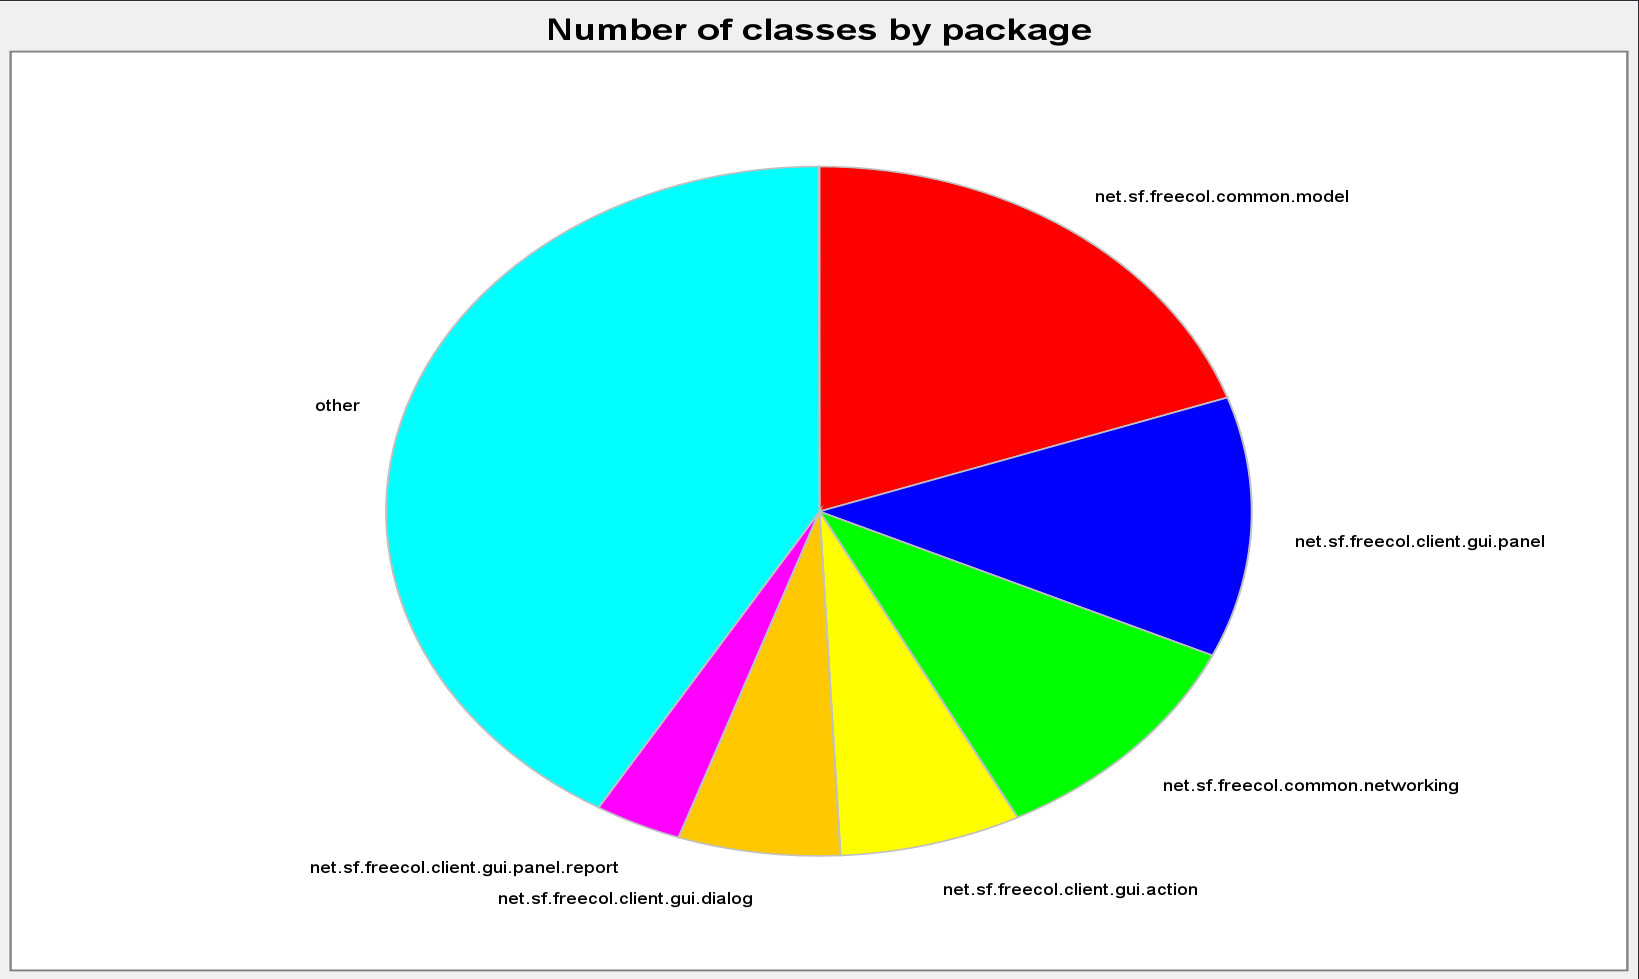 Number of classes by package
net.sf.freecol.common.model
other
net.sf.freecol.client.gui.panel
net.sf.freecol.common.networking
net.sf.freecol.client.gui.panel.report
net.sf.freecol.client.gui.action
net.sf.freecol.client.gui.dialog